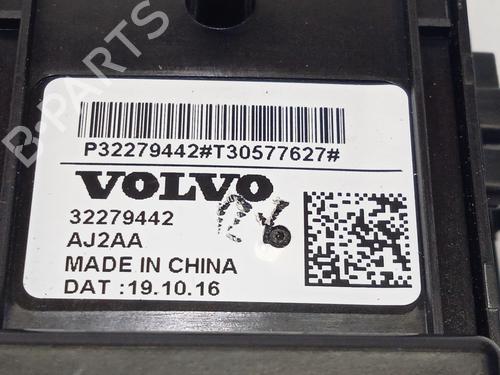 B-PARTS
P32279442#T30577627#
VOLVO
32279442
AJ2AA
MADE IN CHINA
DAT :19.10.16